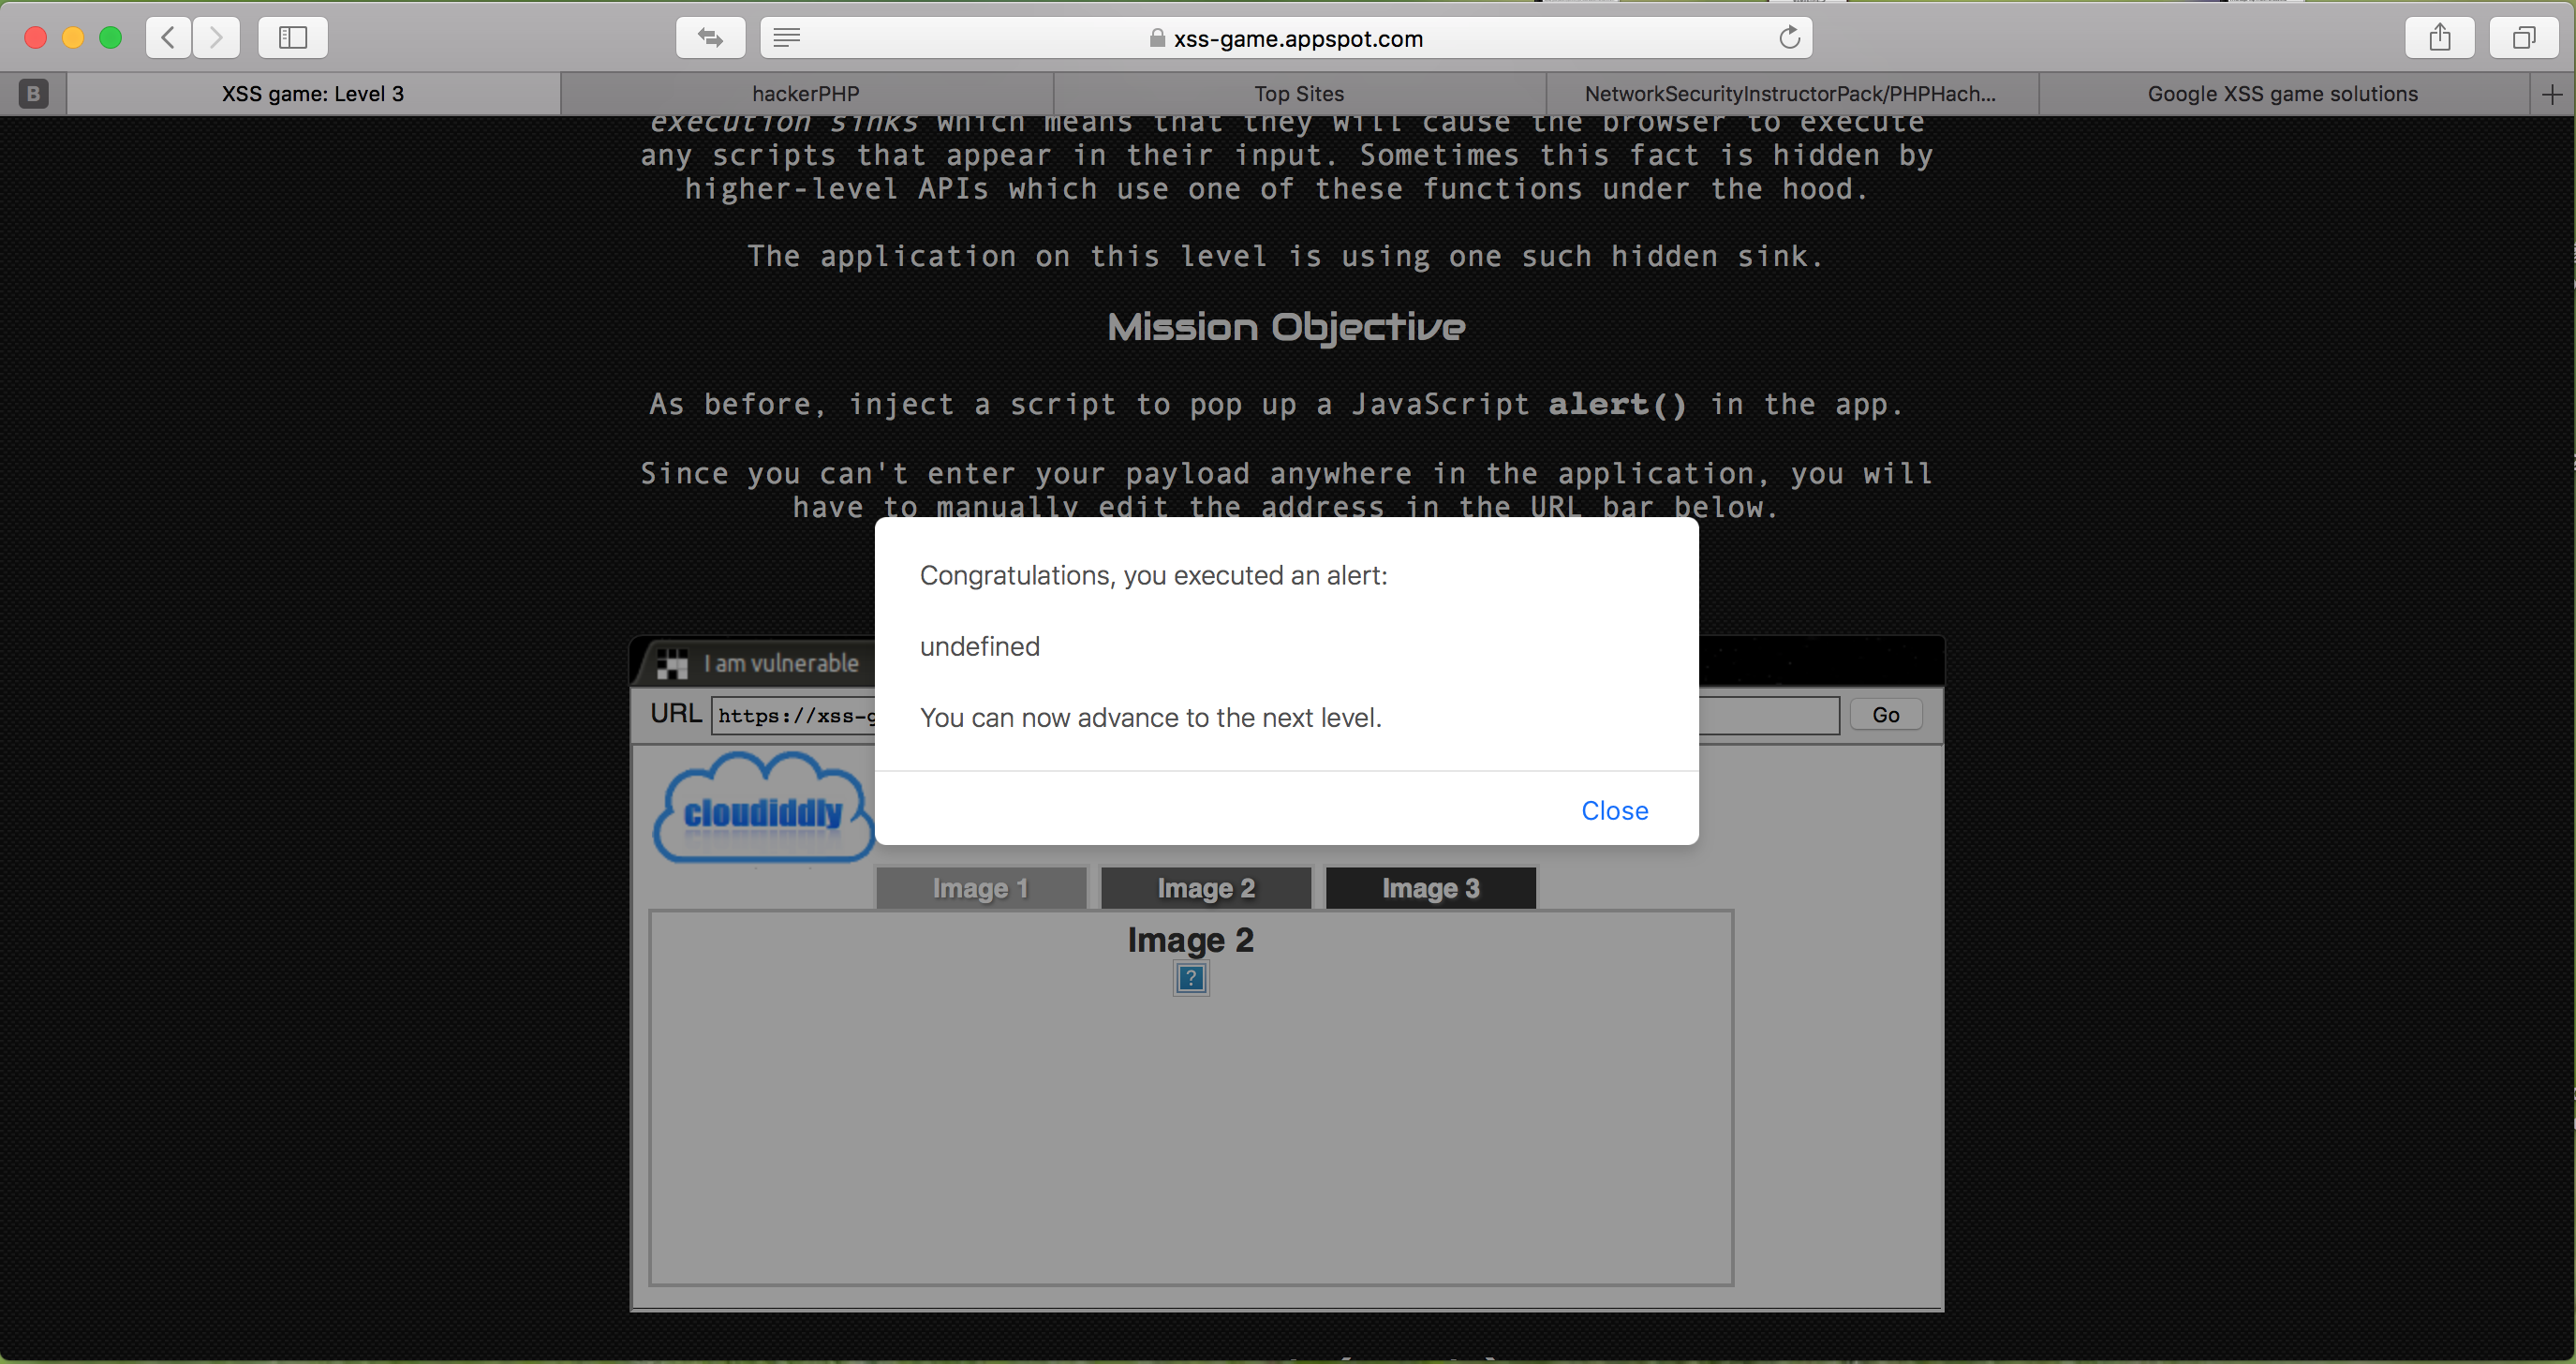 xss-game.appspot.com
B
XSS game: Level 3
hackerPHP
Top Sites
NetworkSecurityInstructorPack/PHPHach...
Google XSS game solutions
execution sinks which means that they will cause the browser to execute
any scripts that appear in their input. Sometimes this fact is hidden by
higher-level APIs which use one of these functions under the hood.
The application on this level is using one such hidden sink.
Mission Objective
As before, inject a script to pop up a JavaScript alert() in the app.
Since you can't enter your payload anywhere in the application, you will
have to manually edit the address in the URL bar below.
Congratulations, you executed an alert:
undefined
You can now advance to the next level.
Close
I am vulnerable
URL https://xss-g
Go
cloudiddly
Image 1
Image 2
Image 3
Image 2
?